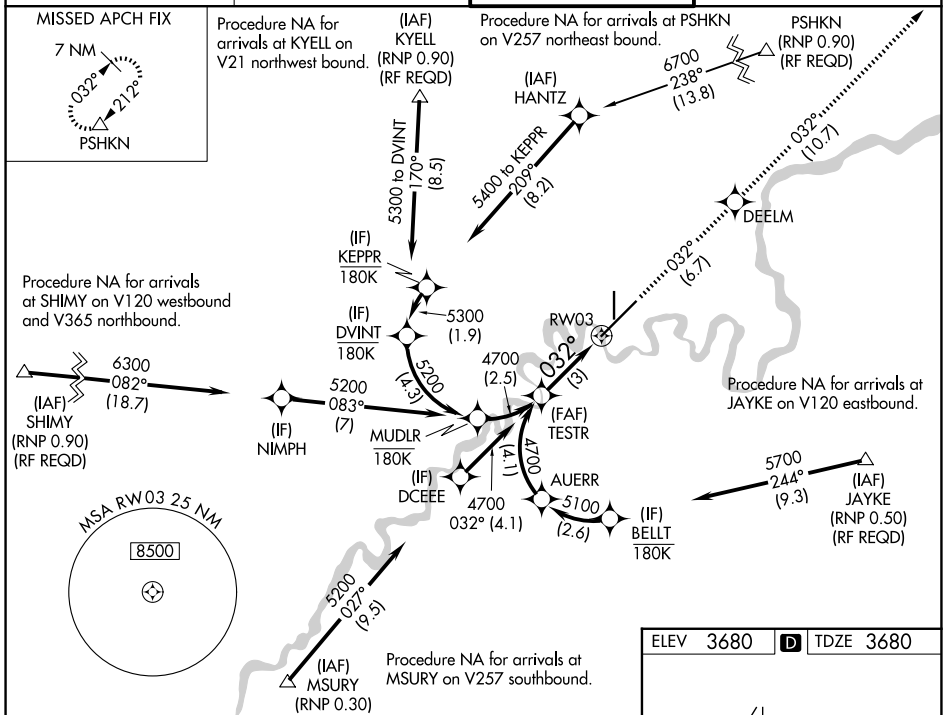 MISSED APCH FIX
7 NM
032°
212°
PSHKN
Procedure NA for
arrivals at KYELL on
V21 northwest bound.
(IAF)
KYELL
(RNP 0.90)
(RF REQD)
Procedure NA for arrivals at PSHKN
on V257 northeast bound.
PSHKN
(RNP 0.90)
(RF REQD)
6700
238°
(13.8)
(IAF)
HANTZ
5400 to KEPPR
209°
(8.2)
5300 to DVINT
170°
(8.5)
032°
(10.7)
DEELM
032°
(6.7)
(IF)
KEPPR
180K
5300
(1.9)
(IF)
DVINT
180K
5200
(4.3)
RW03
032°
(3)
4700
(2.5)
(FAF)
TESTR
Procedure NA for arrivals
at SHIMY on V120 westbound
and V365 northbound.
6300
082°
(18.7)
(IAF)
SHIMY
(RNP 0.90)
(RF REQD)
(IF)
NIMPH
5200
083°
(7)
MUDLR
180K
(IF)
DCEEE
4700
032° (4.1)
4700
(4.1)
AUERR
5100
(2.6)
(IF)
BELLT
180K
Procedure NA for arrivals at
JAYKE on V120 eastbound.
5700
244°
(9.3)
(IAF)
JAYKE
(RNP 0.50)
(RF REQD)
MSA RW03 25 NM
8500
5200
027°
(9.5)
(IAF)
MSURY
(RNP 0.30)
Procedure NA for arrivals at
MSURY on V257 southbound.
ELEV 3680 D TDZE 3680